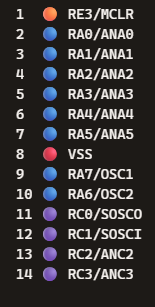 1 RE3/MCLR
2 RA0/ANA0
3 RA1/ANA1
4 RA2/ANA2
5 RA3/ANA3
6 RA4/ANA4
7 RA5/ANA5
8 VSS
9 RA7/OSC1
10 RA6/OSC2
11 RC0/SOSCO
12 RC1/SOSCI
13 RC2/ANC2
14 RC3/ANC3